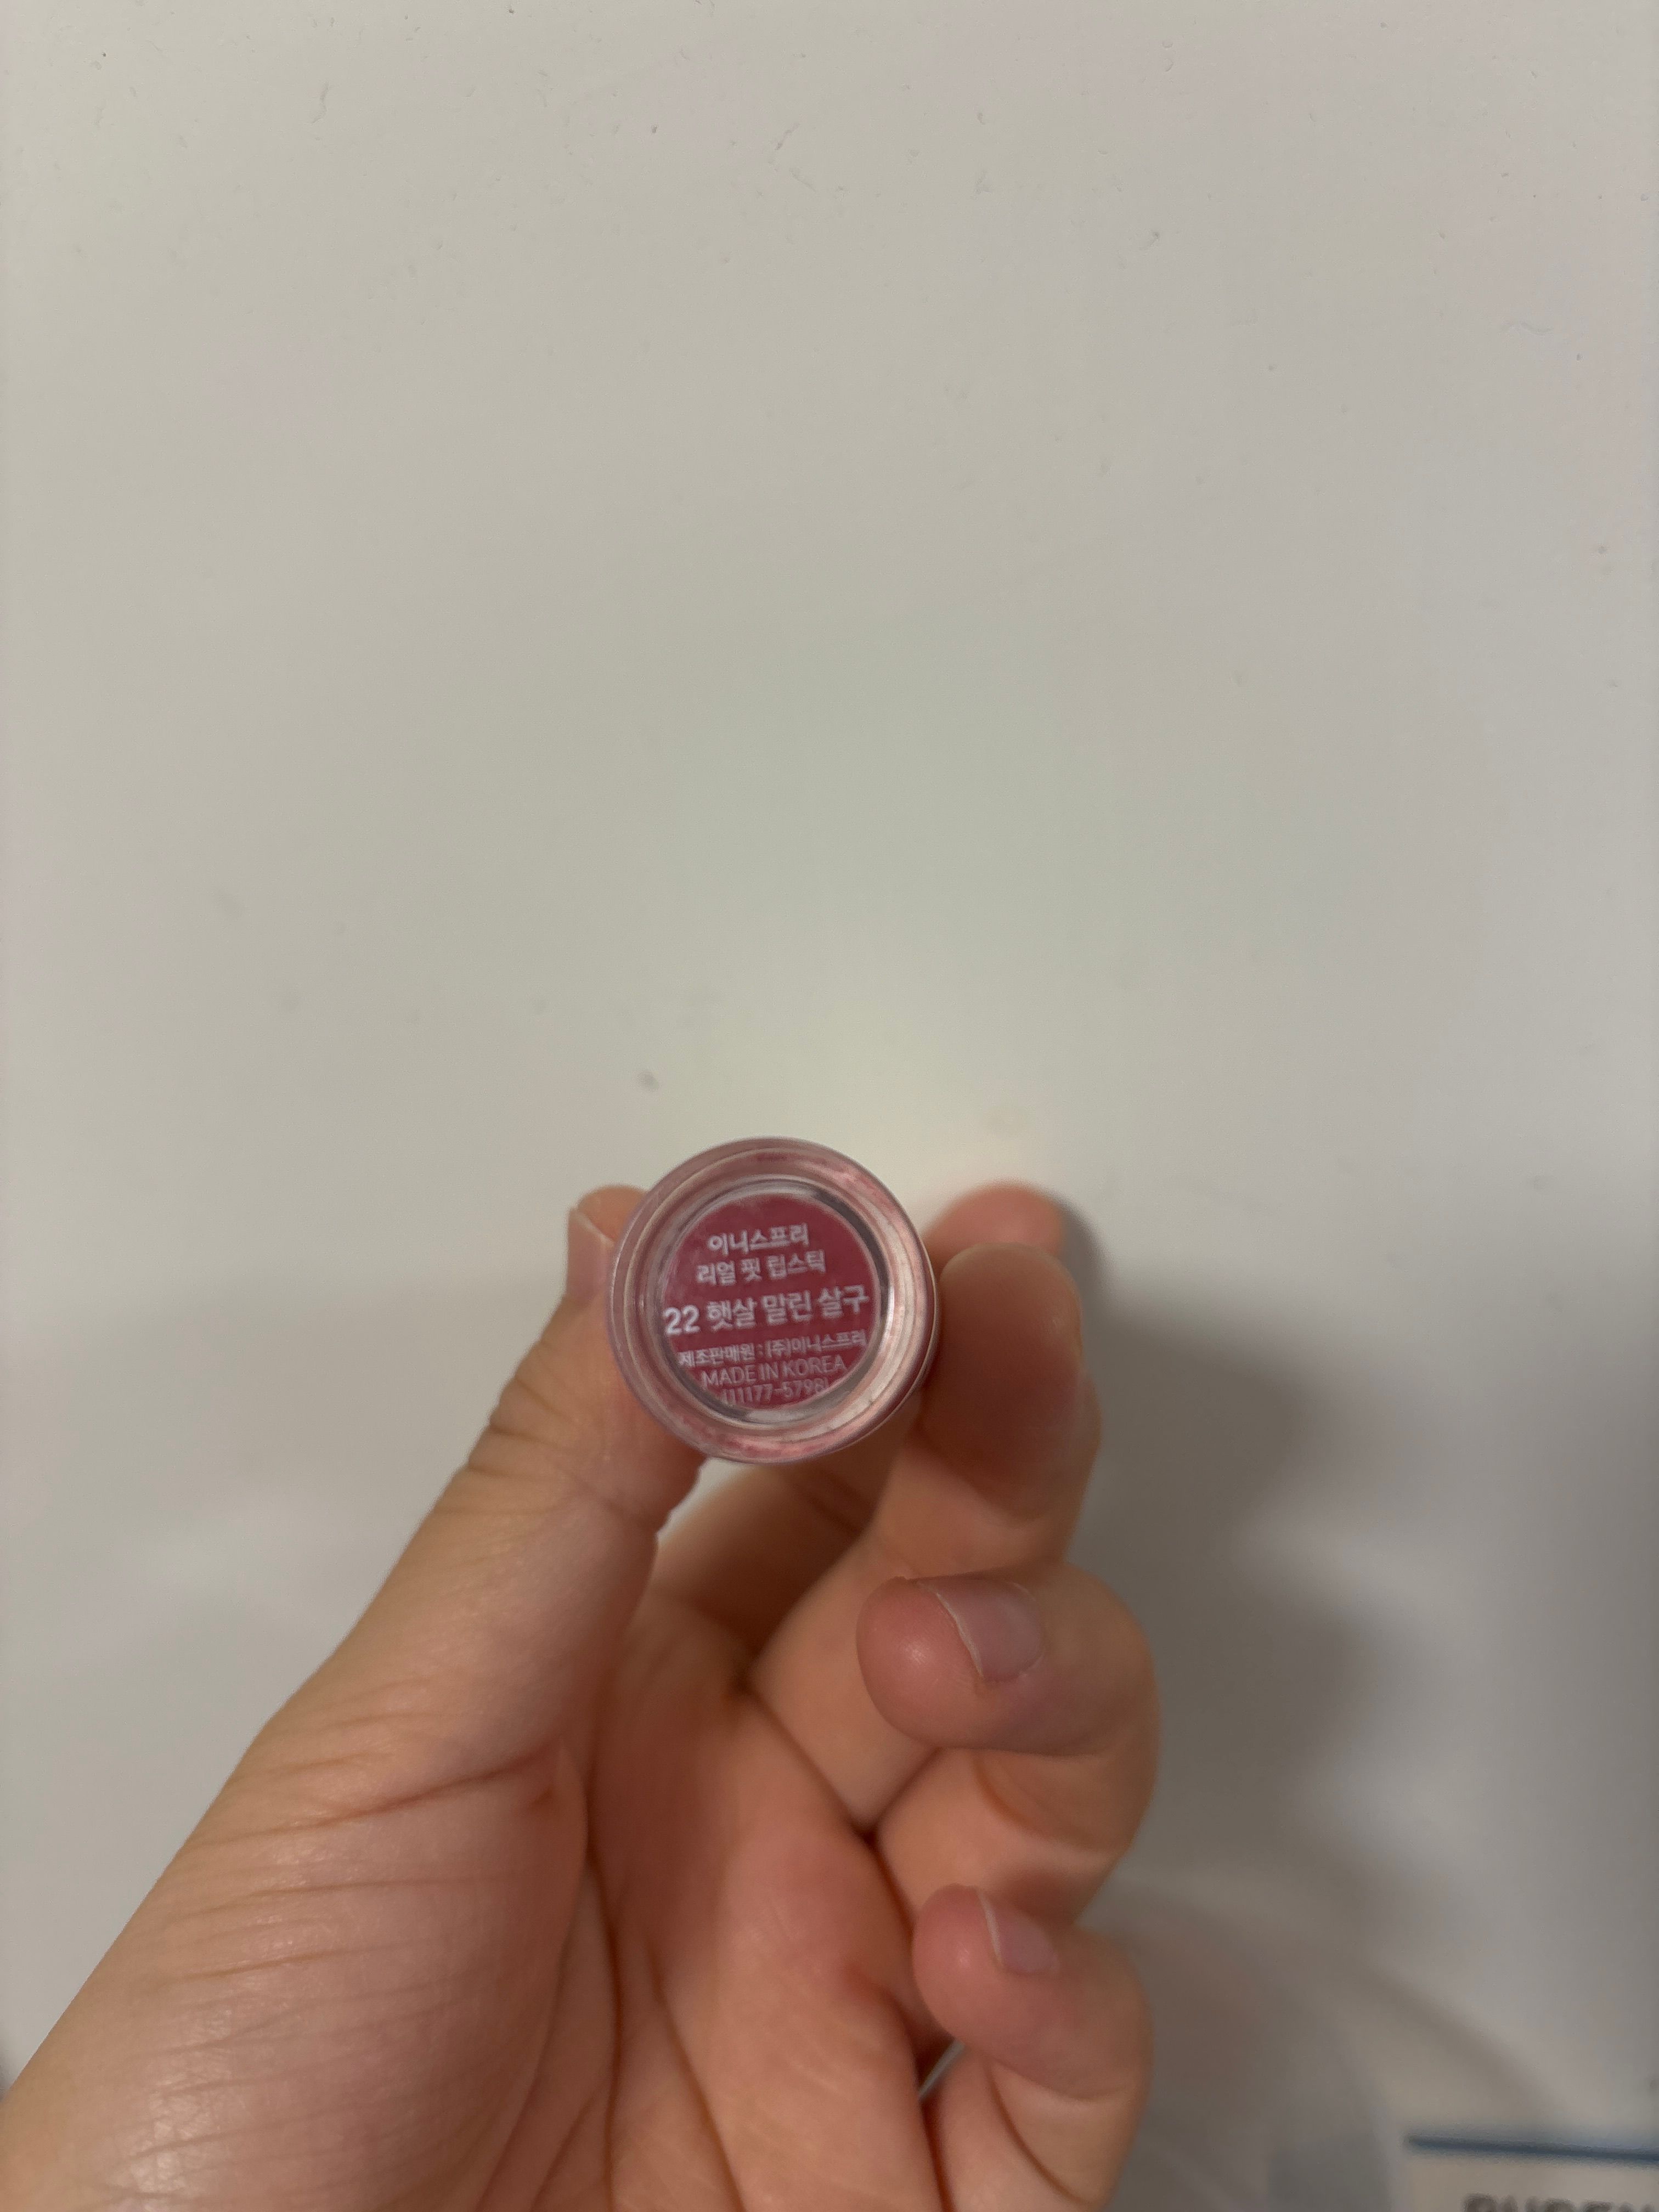 이니스프리
리얼 핏 립스틱
22 햇살 말린 살구
제조판매원 : (주)이니스프리
MADE IN KOREA